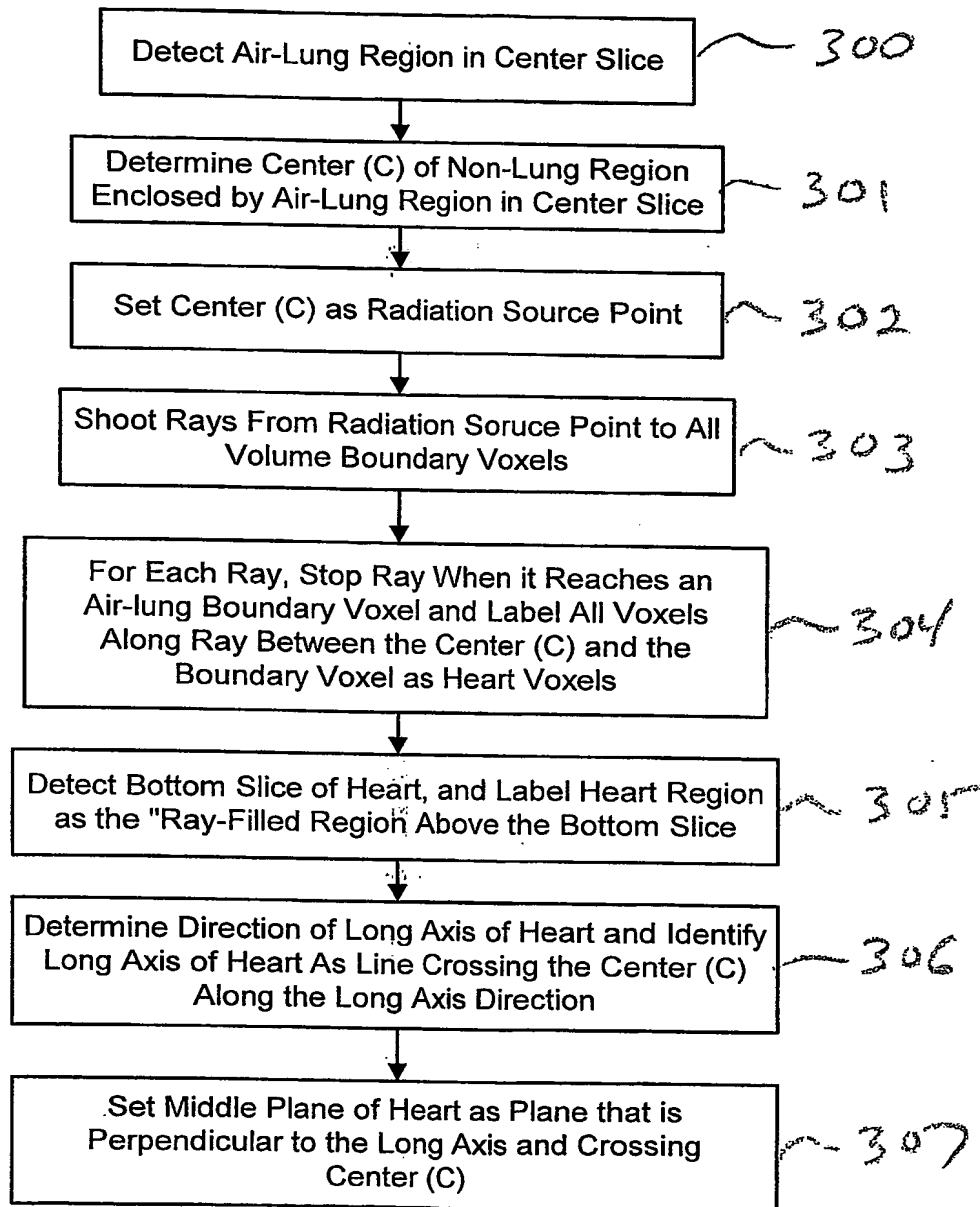 Detect Air-Lung Region in Center Slice
300
Determine Center (C) of Non-Lung Region
Enclosed by Air-Lung Region in Center Slice
301
Set Center (C) as Radiation Source Point
302
Shoot Rays From Radiation Soruce Point to All
Volume Boundary Voxels
303
For Each Ray, Stop Ray When it Reaches an
Air-lung Boundary Voxel and Label All Voxels
Along Ray Between the Center (C) and the
Boundary Voxel as Heart Voxels
304
Detect Bottom Slice of Heart, and Label Heart Region
as the "Ray-Filled Region Above the Bottom Slice
305
Determine Direction of Long Axis of Heart and Identify
Long Axis of Heart As Line Crossing the Center (C)
Along the Long Axis Direction
306
Set Middle Plane of Heart as Plane that is
Perpendicular to the Long Axis and Crossing
Center (C)
307